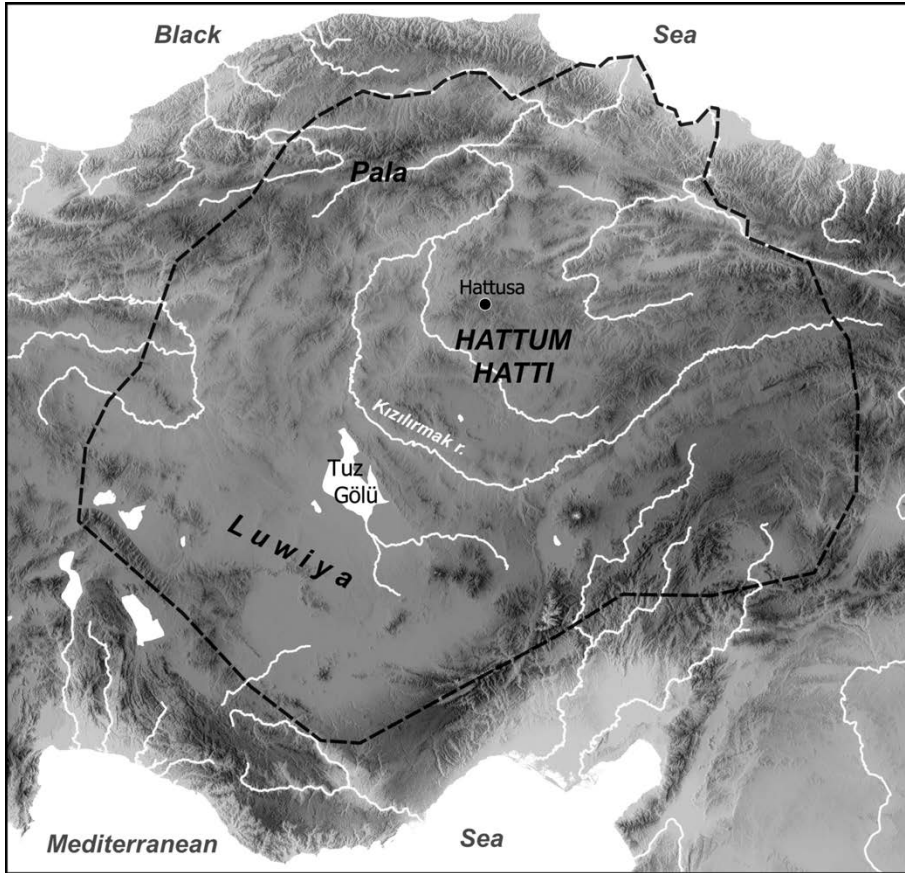 Black Sea
Pala
Hattusa
HATTUM
HATTI
Kızılırmak r.
Tuz
Gölü
Luwiya
Mediterranean Sea